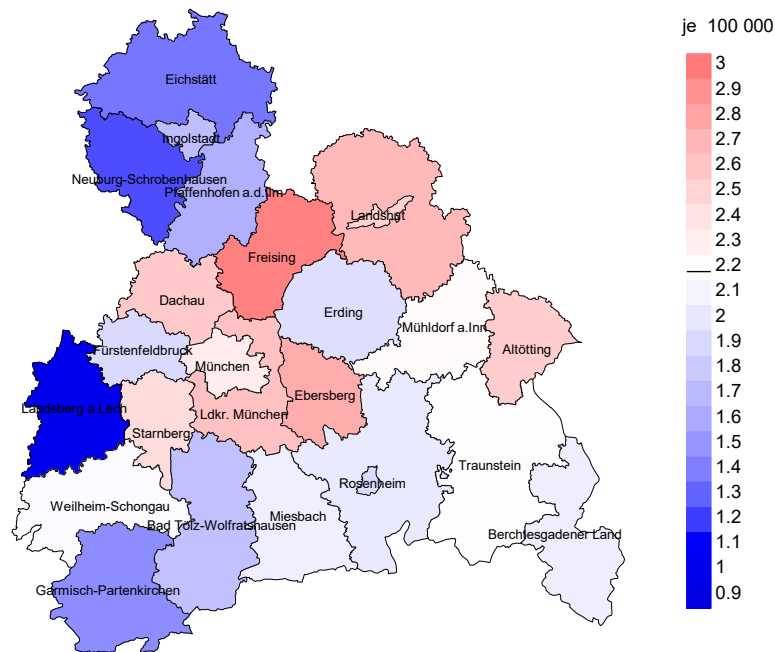 je 100 000
Eichstätt
Ingolstadt
Neuburg-Schrobenhausen
Pfaffenhofen a.d.Ilm
Landshut
Freising
Dachau
Erding
Mühldorf a.Inn
Altötting
Fürstenfeldbruck
München
Ebersberg
Landsberg a.Lech
Ldkr. München
Starnberg
Traunstein
Rosenheim
Weilheim-Schongau
Miesbach
Bad Tölz-Wolfratshausen
Berchtesgadener Land
Garmisch-Partenkirchen
3
2.9
2.8
2.7
2.6
2.5
2.4
2.3
2.2
2.1
2
1.9
1.8
1.7
1.6
1.5
1.4
1.3
1.2
1.1
1
0.9